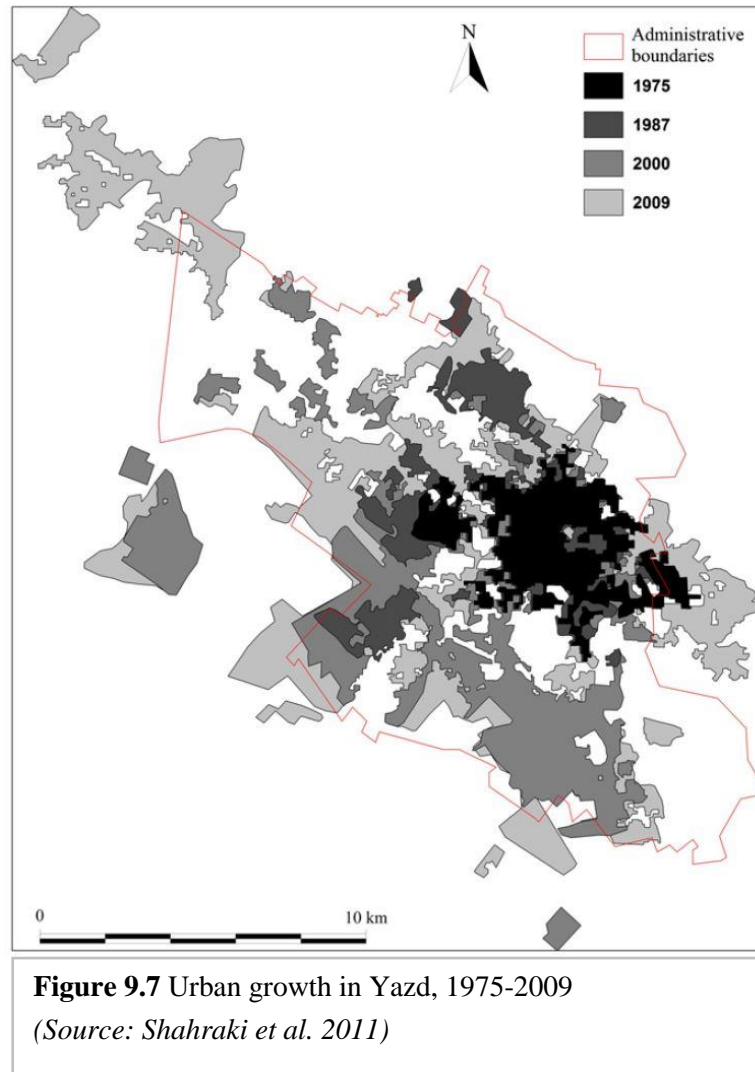 N
Administrative
boundaries
1975
1987
2000
2009
0 10 km
Figure 9.7 Urban growth in Yazd, 1975-2009
(Source: Shahraki et al. 2011)